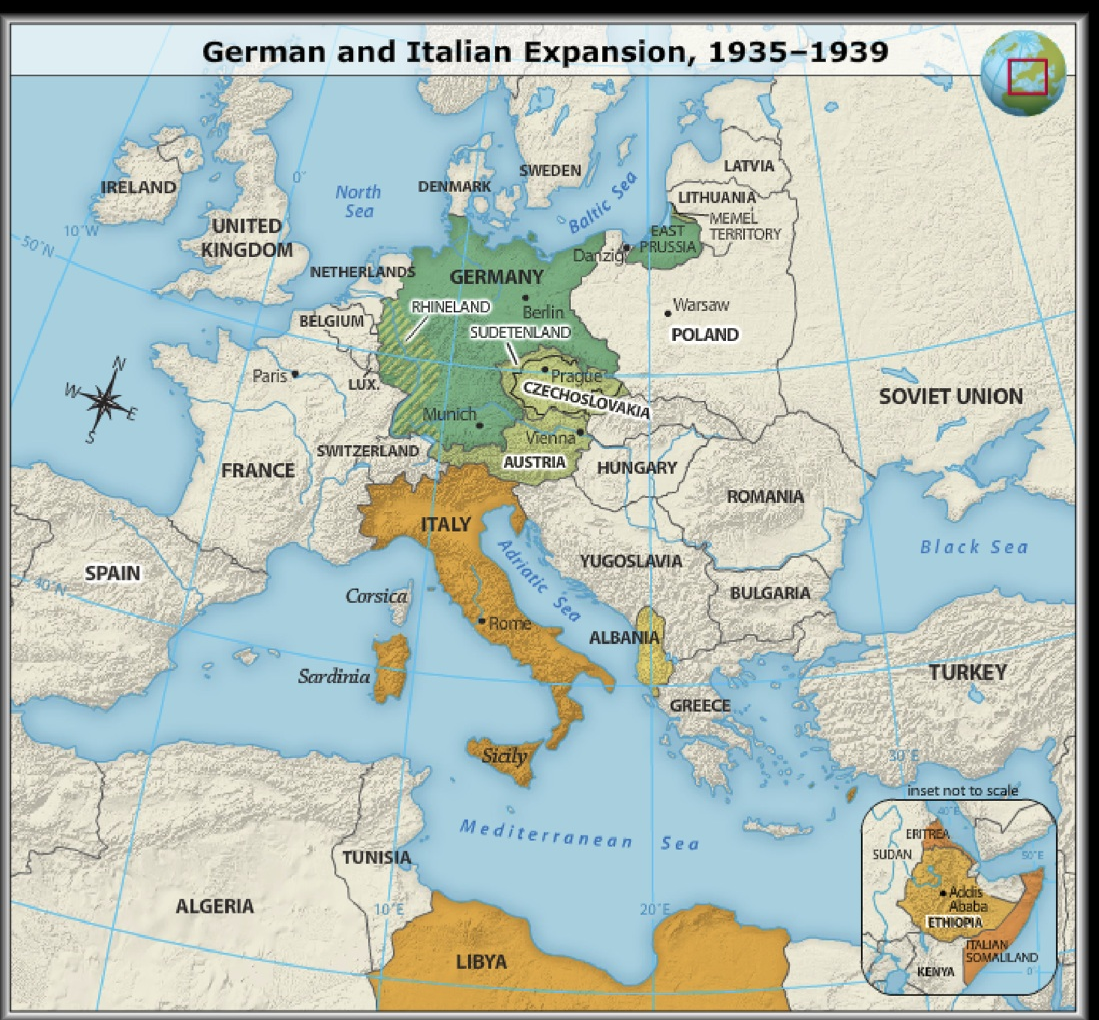 German and Italian Expansion, 1935–1939
SWEDEN
LATVIA
IRELAND
DENMARK
0°
North
Sea
Baltic Sea
LITHUANIA
MEMEL
TERRITORY
UNITED
KINGDOM
10°W
50°N
EAST
PRUSSIA
Danzig
NETHERLANDS
GERMANY
RHINELAND
Berlin
Warsaw
BELGIUM
SUDETENLAND
POLAND
N
W
E
S
Paris
LUX.
Prague
CZECHOSLOVAKIA
SOVIET UNION
Munich
Vienna
FRANCE
SWITZERLAND
AUSTRIA
HUNGARY
ROMANIA
ITALY
Adriatic Sea
Black Sea
SPAIN
40°N
YUGOSLAVIA
Corsica
BULGARIA
Rome
ALBANIA
Sardinia
TURKEY
GREECE
Sicily
30°E
Mediterranean Sea
TUNISIA
ALGERIA
10°E
20°E
LIBYA
inset not to scale
40°E
ERITREA
SUDAN
50°E
Addis
Ababa
ETHIOPIA
ITALIAN
SOMALILAND
KENYA
0°